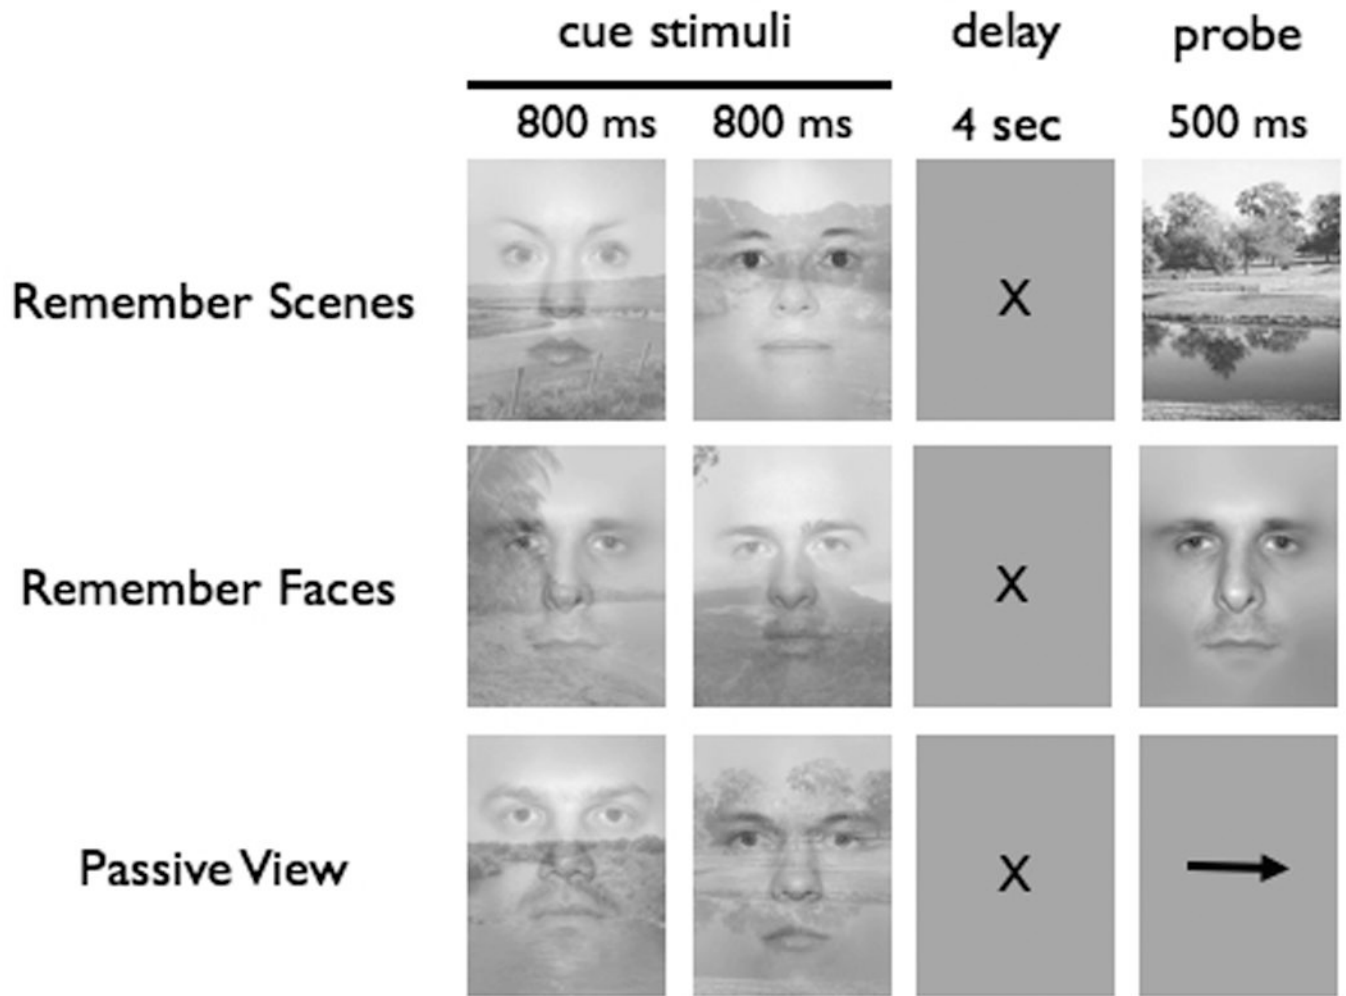 cue stimuli delay probe
800 ms 800 ms 4 sec 500 ms
Remember Scenes X
Remember Faces X
Passive View X